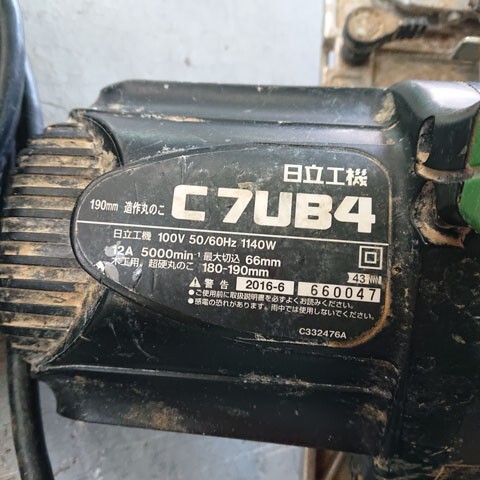 日立工機
190mm 造作丸のこ C7UB4
日立工機 100V 50/60Hz 1140W
12A 5000min⁻¹ 最大切込 66mm
木工用。超硬丸のこ 180-190mm
43
⚠警告 2016-6 660047
●ご使用前に取扱説明書を必ずよくお読みください。
●感電の恐れがあります。雨中では使用しないでください。
C332476A